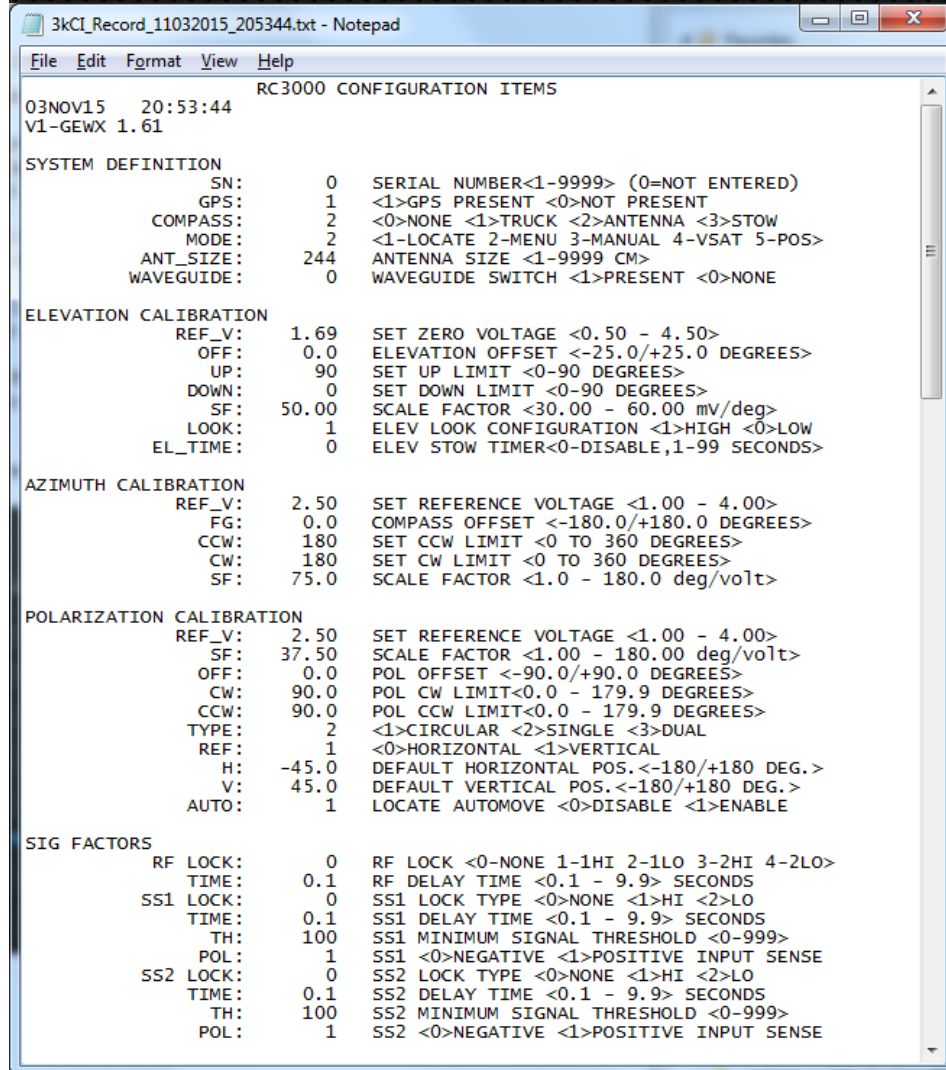 3kCI_Record_11032015_205344.txt - Notepad
File Edit Format View Help
RC3000 CONFIGURATION ITEMS
03NOV15 20:53:44
V1-GEWX 1.61
SYSTEM DEFINITION
SN: 0 SERIAL NUMBER<1-9999> (0=NOT ENTERED)
GPS: 1 <1>GPS PRESENT <0>NOT PRESENT
COMPASS: 2 <0>NONE <1>TRUCK <2>ANTENNA <3>STOW
MODE: 2 <1-LOCATE 2-MENU 3-MANUAL 4-VSAT 5-POS>
ANT_SIZE: 244 ANTENNA SIZE <1-9999 CM>
WAVEGUIDE: 0 WAVEGUIDE SWITCH <1>PRESENT <0>NONE
ELEVATION CALIBRATION
REF_V: 1.69 SET ZERO VOLTAGE <0.50 - 4.50>
OFF: 0.0 ELEVATION OFFSET <-25.0/+25.0 DEGREES>
UP: 90 SET UP LIMIT <0-90 DEGREES>
DOWN: 0 SET DOWN LIMIT <0-90 DEGREES>
SF: 50.00 SCALE FACTOR <30.00 - 60.00 mV/deg>
LOOK: 1 ELEV LOOK CONFIGURATION <1>HIGH <0>LOW
EL_TIME: 0 ELEV STOW TIMER<0-DISABLE,1-99 SECONDS>
AZIMUTH CALIBRATION
REF_V: 2.50 SET REFERENCE VOLTAGE <1.00 - 4.00>
FG: 0.0 COMPASS OFFSET <-180.0/+180.0 DEGREES>
CCW: 180 SET CCW LIMIT <0 TO 360 DEGREES>
CW: 180 SET CW LIMIT <0 TO 360 DEGREES>
SF: 75.0 SCALE FACTOR <1.0 - 180.0 deg/volt>
POLARIZATION CALIBRATION
REF_V: 2.50 SET REFERENCE VOLTAGE <1.00 - 4.00>
SF: 37.50 SCALE FACTOR <1.00 - 180.00 deg/volt>
OFF: 0.0 POL OFFSET <-90.0/+90.0 DEGREES>
CW: 90.0 POL CW LIMIT<0.0 - 179.9 DEGREES>
CCW: 90.0 POL CCW LIMIT<0.0 - 179.9 DEGREES>
TYPE: 2 <1>CIRCULAR <2>SINGLE <3>DUAL
REF: 1 <0>HORIZONTAL <1>VERTICAL
H: -45.0 DEFAULT HORIZONTAL POS.<-180/+180 DEG.>
V: 45.0 DEFAULT VERTICAL POS.<-180/+180 DEG.>
AUTO: 1 LOCATE AUTOMOVE <0>DISABLE <1>ENABLE
SIG FACTORS
RF LOCK: 0 RF LOCK <0-NONE 1-1HI 2-1LO 3-2HI 4-2LO>
TIME: 0.1 RF DELAY TIME <0.1 - 9.9> SECONDS
SS1 LOCK: 0 SS1 LOCK TYPE <0>NONE <1>HI <2>LO
TIME: 0.1 SS1 DELAY TIME <0.1 - 9.9> SECONDS
TH: 100 SS1 MINIMUM SIGNAL THRESHOLD <0-999>
POL: 1 SS1 <0>NEGATIVE <1>POSITIVE INPUT SENSE
SS2 LOCK: 0 SS2 LOCK TYPE <0>NONE <1>HI <2>LO
TIME: 0.1 SS2 DELAY TIME <0.1 - 9.9> SECONDS
TH: 100 SS2 MINIMUM SIGNAL THRESHOLD <0-999>
POL: 1 SS2 <0>NEGATIVE <1>POSITIVE INPUT SENSE